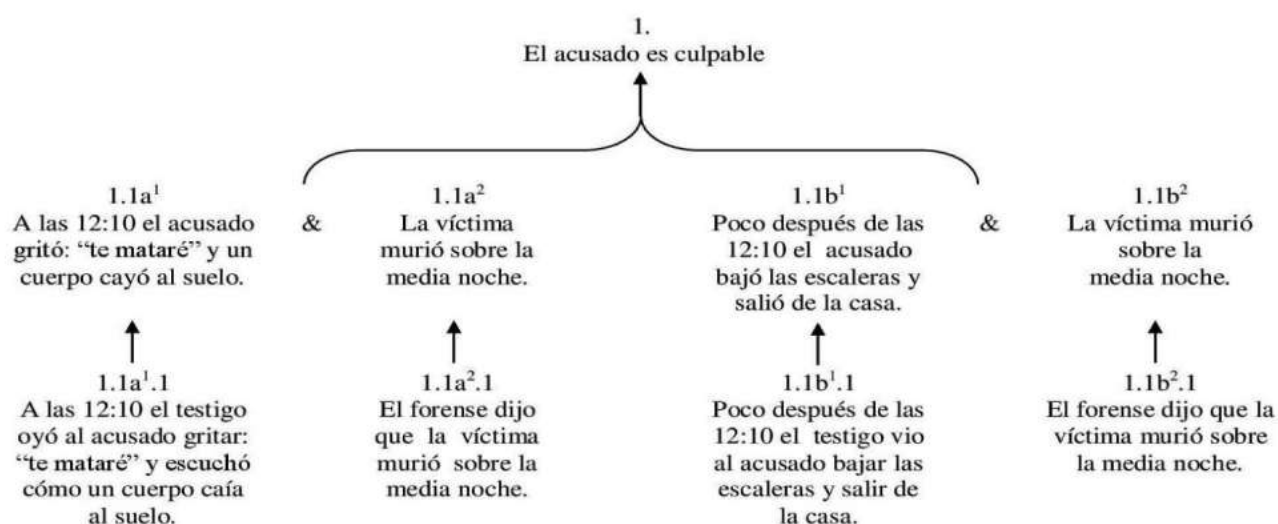 1.
El acusado es culpable
1.1a¹
A las 12:10 el acusado
gritó: “te mataré” y un
cuerpo cayó al suelo.
&
1.1a²
La víctima
murió sobre la
media noche.
1.1b¹
Poco después de las
12:10 el acusado
bajó las escaleras y
salió de la casa.
&
1.1b²
La víctima murió
sobre la
media noche.
1.1a¹.1
A las 12:10 el testigo
oyó al acusado gritar:
“te mataré” y escuchó
cómo un cuerpo caía
al suelo.
1.1a².1
El forense dijo
que la víctima
murió sobre la
media noche.
1.1b¹.1
Poco después de las
12:10 el testigo vio
al acusado bajar las
escaleras y salir de
la casa.
1.1b².1
El forense dijo que la
víctima murió sobre
la media noche.